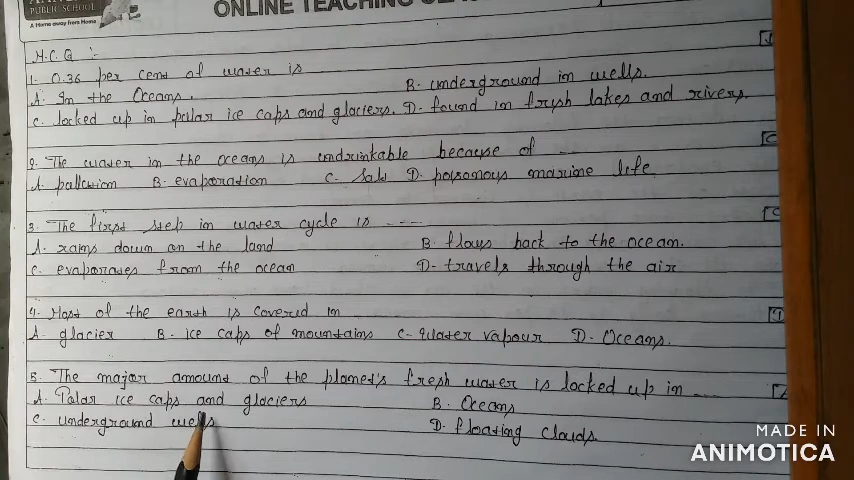 PUBLIC SCHOOL
A Home away from Home
ONLINE TEACHING
M.C.Q :-
1. 0.36 per cent of water is
A. In the Oceans.
B. underground in wells.
C. locked up in polar ice caps and glaciers. D. found in fresh lakes and rivers.
2. The water in the oceans is undrinkable because of
A. pollution B. evaporation C. Salt D. poisonous marine life
3. The first step in water cycle is ----
A. rains down on the land
B. flows back to the ocean.
C. evaporates from the ocean
D. travels through the air
4. Most of the earth is covered in
A. glacier B. ice caps of mountains C. Water vapour D. Oceans.
5. The major amount of the planet's fresh water is locked up in ---
A. Polar ice caps and glaciers
B. Oceans
C. underground wells
D. floating clouds
MADE IN
ANIMOTICA